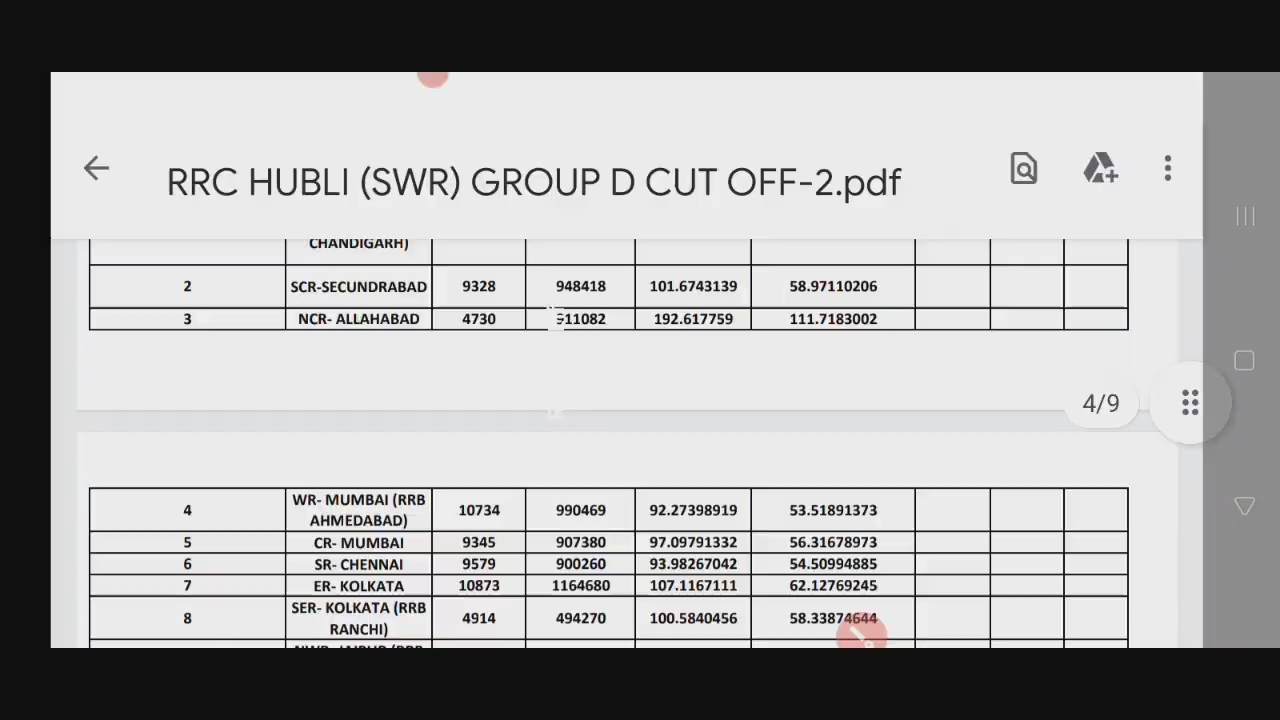 RRC HUBLI (SWR) GROUP D CUT OFF-2.pdf
CHANDIGARH)
2 SCR-SECUNDRABAD 9328 948418 101.6743139 58.97110206
3 NCR- ALLAHABAD 4730 911082 192.617759 111.7183002
4/9
4 WR- MUMBAI (RRB AHMEDABAD) 10734 990469 92.27398919 53.51891373
5 CR- MUMBAI 9345 907380 97.09791332 56.31678973
6 SR- CHENNAI 9579 900260 93.98267042 54.50994885
7 ER- KOLKATA 10873 1164680 107.1167111 62.12769245
8 SER- KOLKATA (RRB RANCHI) 4914 494270 100.5840456 58.33874644